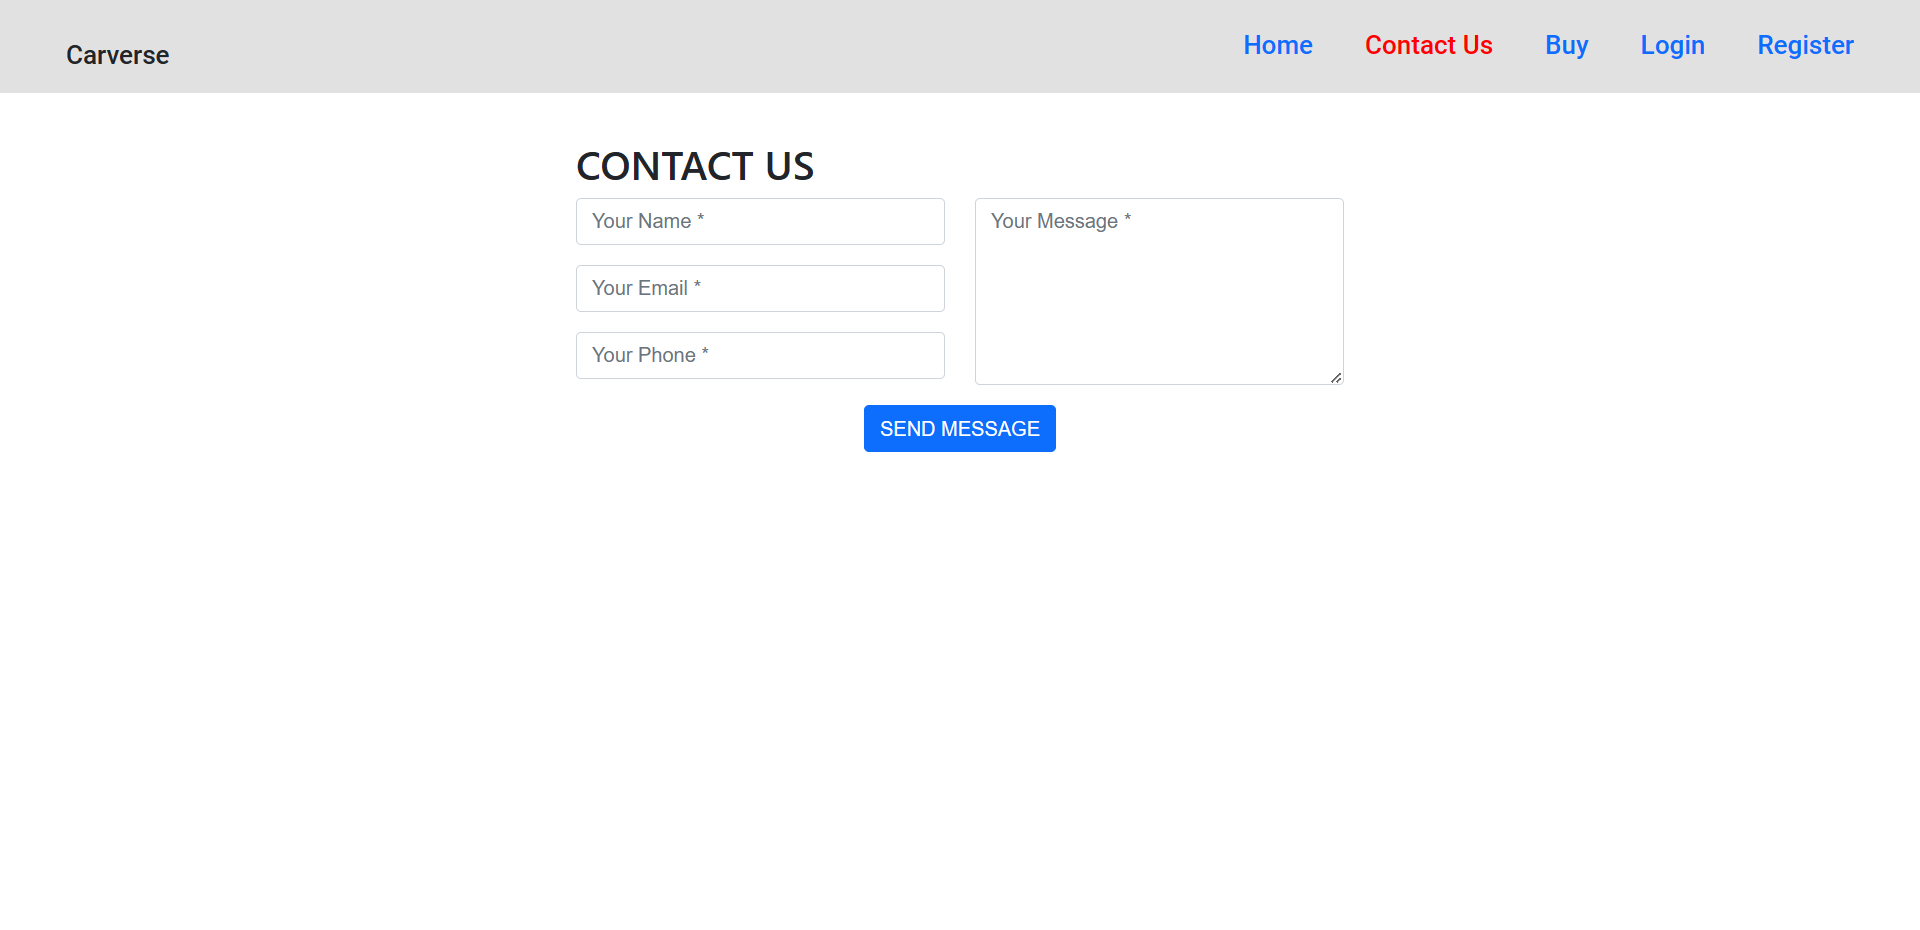 Carverse
Home Contact Us Buy Login Register
CONTACT US
Your Name *
Your Email *
Your Phone *
Your Message *
SEND MESSAGE